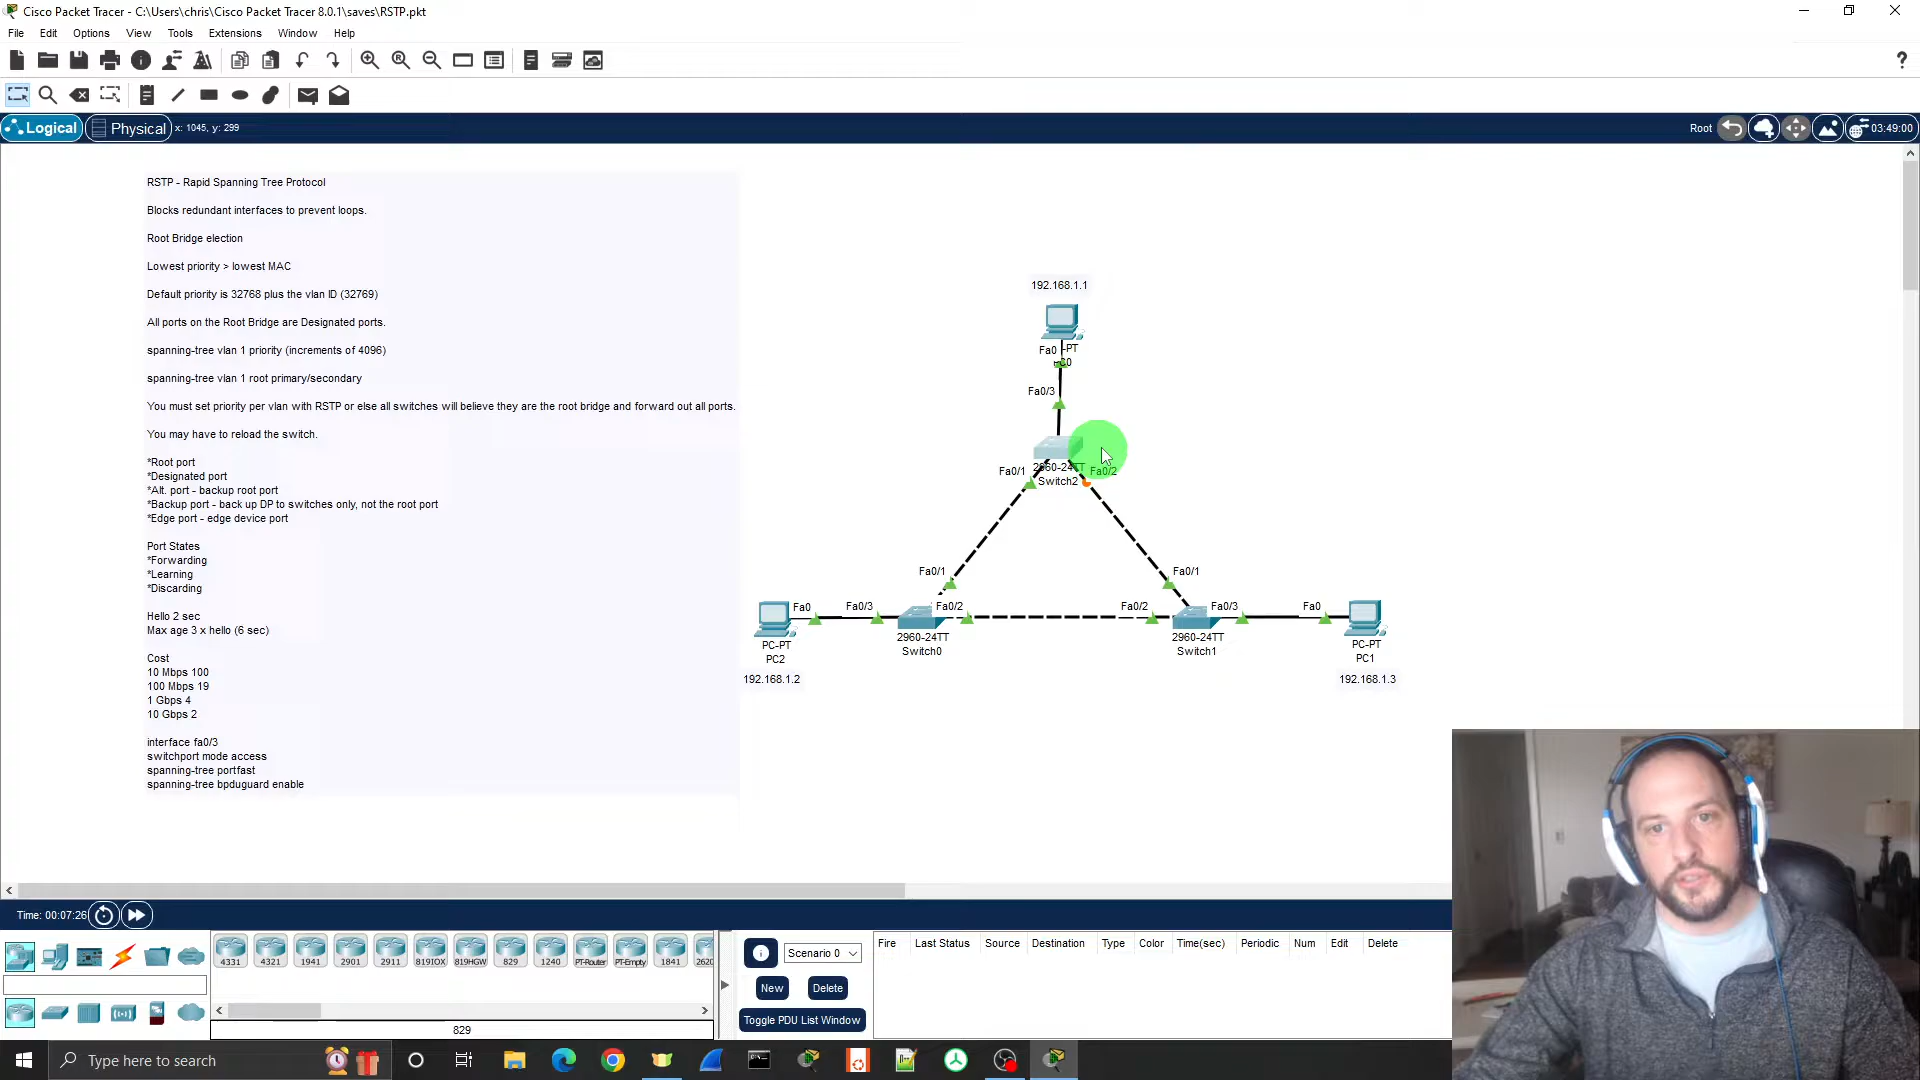 Cisco Packet Tracer - C:\Users\chris\Cisco Packet Tracer 8.0.1\saves\RSTP.pkt
File Edit Options View Tools Extensions Window Help
?
Logical Physical x: 1045, y: 299 Root 03:49:00
RSTP - Rapid Spanning Tree Protocol
Blocks redundant interfaces to prevent loops.
Root Bridge election
Lowest priority > lowest MAC
Default priority is 32768 plus the vlan ID (32769)
All ports on the Root Bridge are Designated ports.
spanning-tree vlan 1 priority (increments of 4096)
spanning-tree vlan 1 root primary/secondary
You must set priority per vlan with RSTP or else all switches will believe they are the root bridge and forward out all ports.
You may have to reload the switch.
*Root port
*Designated port
*Alt. port - backup root port
*Backup port - back up DP to switches only, not the root port
*Edge port - edge device port
Port States
*Forwarding
*Learning
*Discarding
Hello 2 sec
Max age 3 x hello (6 sec)
Cost
10 Mbps 100
100 Mbps 19
1 Gbps 4
10 Gbps 2
interface fa0/3
switchport mode access
spanning-tree portfast
spanning-tree bpduguard enable
192.168.1.1
Fa0 -PT
Fa0/3
Fa0/1 2960-24TT Fa0/2
Switch2
Fa0/1 Fa0/1
Fa0 Fa0/3 Fa0/2 Fa0/2 Fa0/3 Fa0
PC-PT 2960-24TT 2960-24TT PC-PT
PC2 Switch0 Switch1 PC1
192.168.1.2 192.168.1.3
Time: 00:07:26
4331 4321 1941 2901 2911 819IOX 819HGW 829 1240 PT-Router PT-Empty 1841 2620
829
Scenario 0
New Delete
Toggle PDU List Window
Fire Last Status Source Destination Type Color Time(sec) Periodic Num Edit Delete
Type here to search